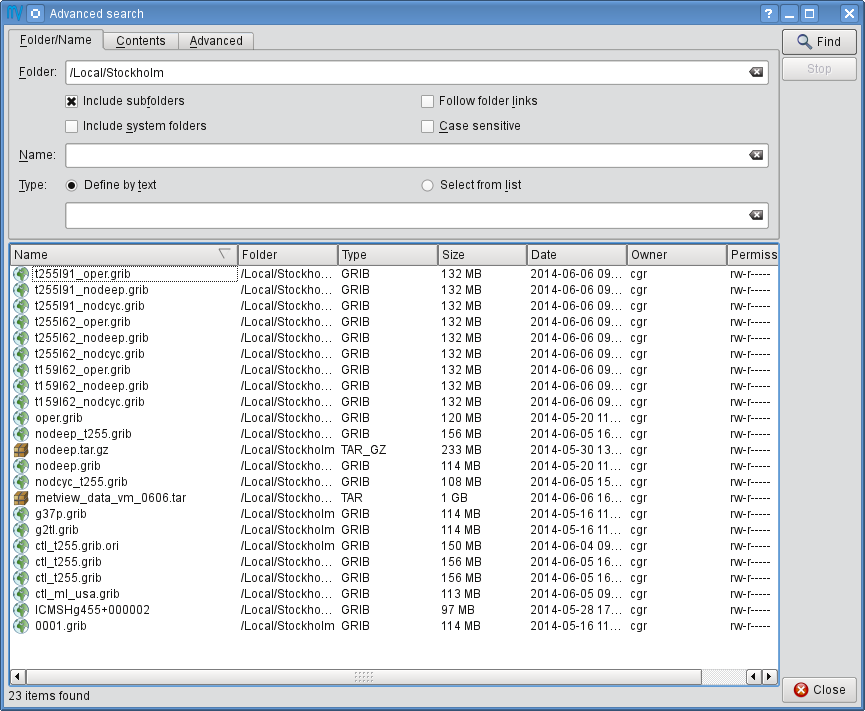 Advanced search
Folder/Name Contents Advanced
Find
Stop
Folder: /Local/Stockholm
Include subfolders Follow folder links
Include system folders Case sensitive
Name:
Type: Define by text Select from list
Name Folder Type Size Date Owner Permiss
t255l91_oper.grib /Local/Stockho... GRIB 132 MB 2014-06-06 09... cgr rw-r-----
t255l91_nodeep.grib /Local/Stockho... GRIB 132 MB 2014-06-06 09... cgr rw-r-----
t255l91_nodcyc.grib /Local/Stockho... GRIB 132 MB 2014-06-06 09... cgr rw-r-----
t255l62_oper.grib /Local/Stockho... GRIB 132 MB 2014-06-06 09... cgr rw-r-----
t255l62_nodeep.grib /Local/Stockho... GRIB 132 MB 2014-06-06 09... cgr rw-r-----
t255l62_nodcyc.grib /Local/Stockho... GRIB 132 MB 2014-06-06 09... cgr rw-r-----
t159l62_oper.grib /Local/Stockho... GRIB 132 MB 2014-06-06 09... cgr rw-r-----
t159l62_nodeep.grib /Local/Stockho... GRIB 132 MB 2014-06-06 09... cgr rw-r-----
t159l62_nodcyc.grib /Local/Stockho... GRIB 132 MB 2014-06-06 09... cgr rw-r-----
oper.grib /Local/Stockho... GRIB 120 MB 2014-05-20 11... cgr rw-r-----
nodeep_t255.grib /Local/Stockho... GRIB 156 MB 2014-06-05 16... cgr rw-r-----
nodeep.tar.gz /Local/Stockholm TAR_GZ 233 MB 2014-05-30 13... cgr rw-r-----
nodeep.grib /Local/Stockho... GRIB 114 MB 2014-05-20 11... cgr rw-r-----
nodcyc_t255.grib /Local/Stockho... GRIB 108 MB 2014-06-05 15... cgr rw-r-----
metview_data_vm_0606.tar /Local/Stockho... TAR 1 GB 2014-06-06 16... cgr rw-r-----
g37p.grib /Local/Stockholm GRIB 114 MB 2014-05-16 11... cgr rw-r-----
g2tl.grib /Local/Stockholm GRIB 114 MB 2014-05-16 11... cgr rw-r-----
ctl_t255.grib.ori /Local/Stockholm GRIB 150 MB 2014-06-04 09... cgr rw-r-----
ctl_t255.grib /Local/Stockho... GRIB 156 MB 2014-06-05 16... cgr rw-r-----
ctl_t255.grib /Local/Stockholm GRIB 156 MB 2014-06-05 16... cgr rw-r-----
ctl_ml_usa.grib /Local/Stockholm GRIB 113 MB 2014-06-05 09... cgr rw-r-----
ICMSHg455+000002 /Local/Stockholm GRIB 97 MB 2014-05-28 17... cgr rw-r-----
0001.grib /Local/Stockholm GRIB 114 MB 2014-05-16 11... cgr rw-r-----
23 items found
Close